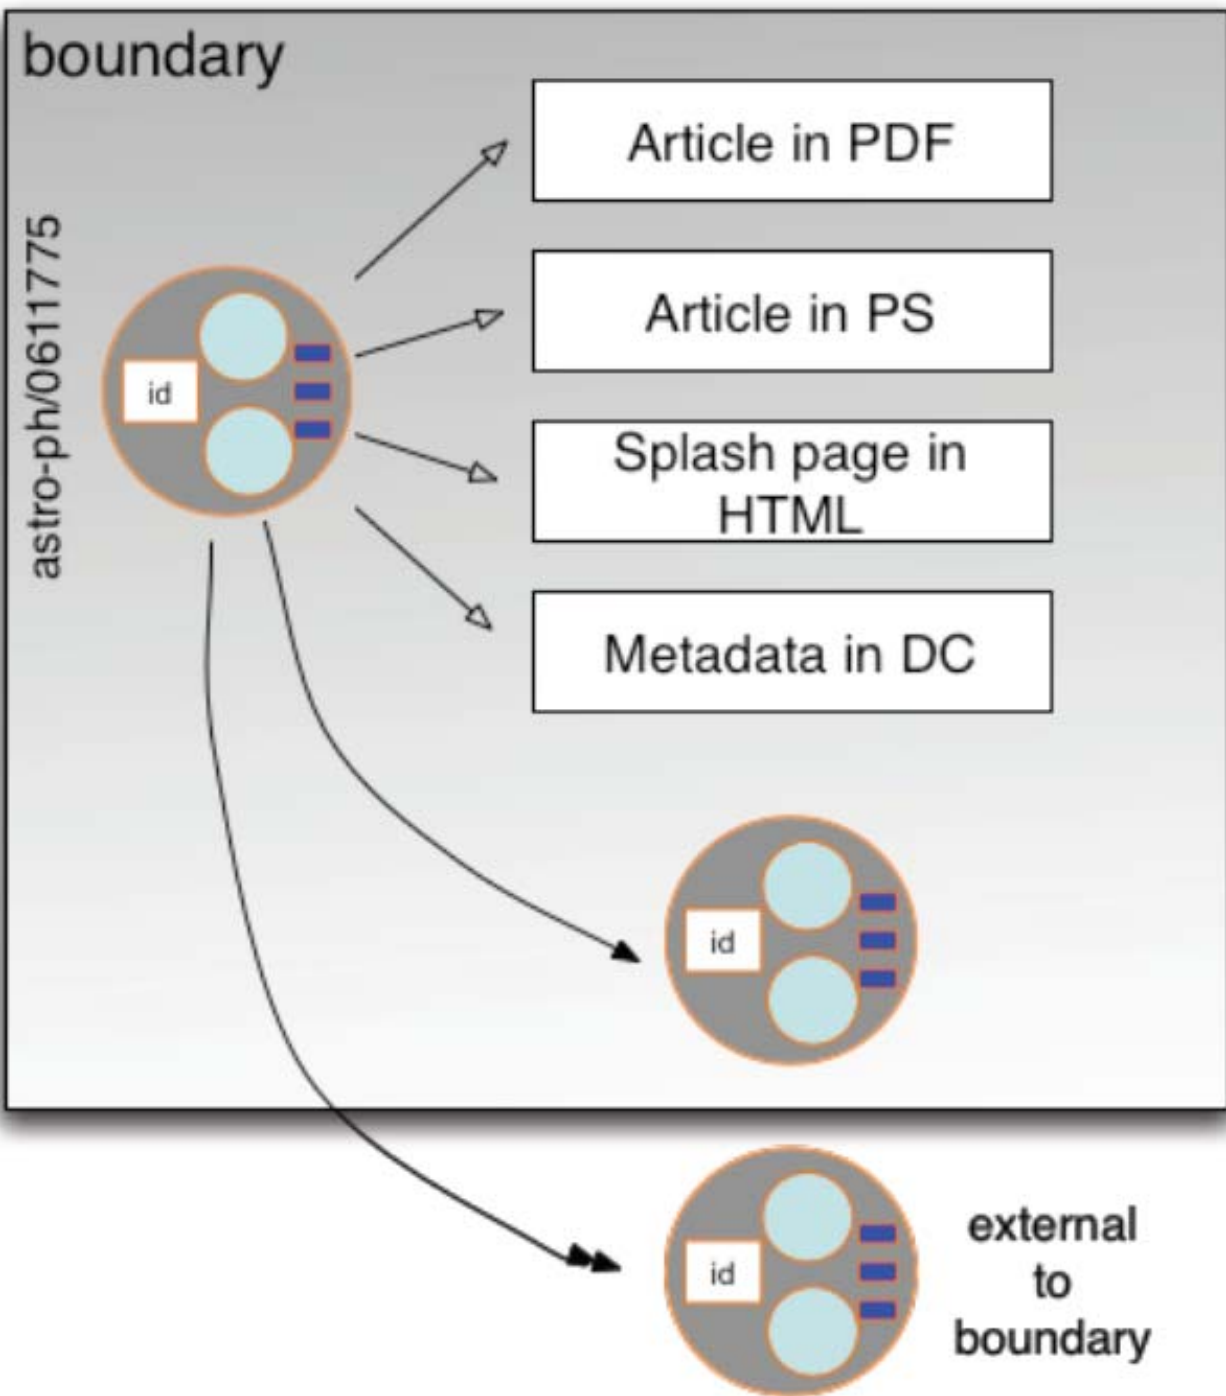 boundary
Article in PDF
astro-ph/0611775
Article in PS
id
Splash page in
HTML
Metadata in DC
id
id
external
to
boundary